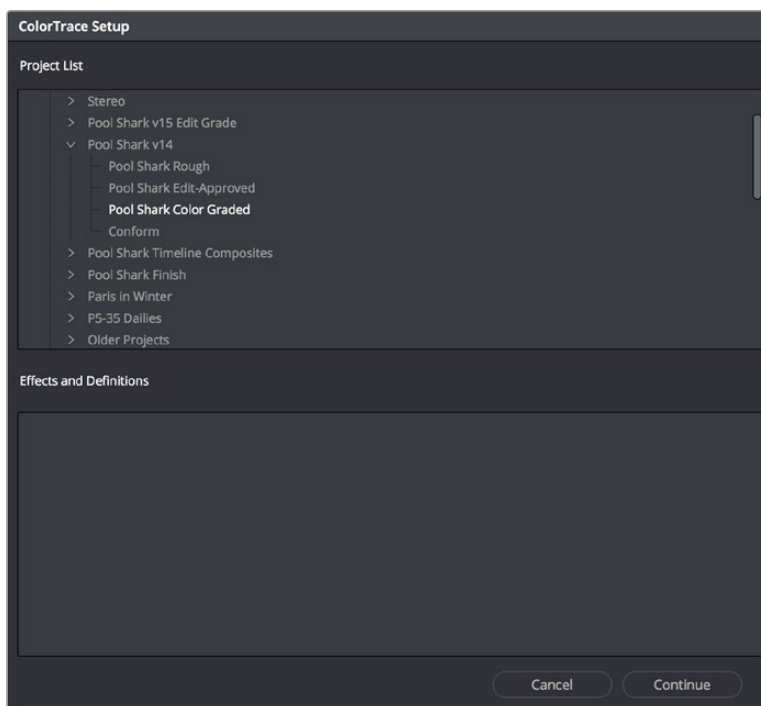 ColorTrace Setup
Project List
Stereo
Pool Shark v15 Edit Grade
Pool Shark v14
Pool Shark Rough
Pool Shark Edit-Approved
Pool Shark Color Graded
Conform
Pool Shark Timeline Composites
Pool Shark Finish
Paris in Winter
P5-35 Dailies
Older Projects
Effects and Definitions
Cancel Continue